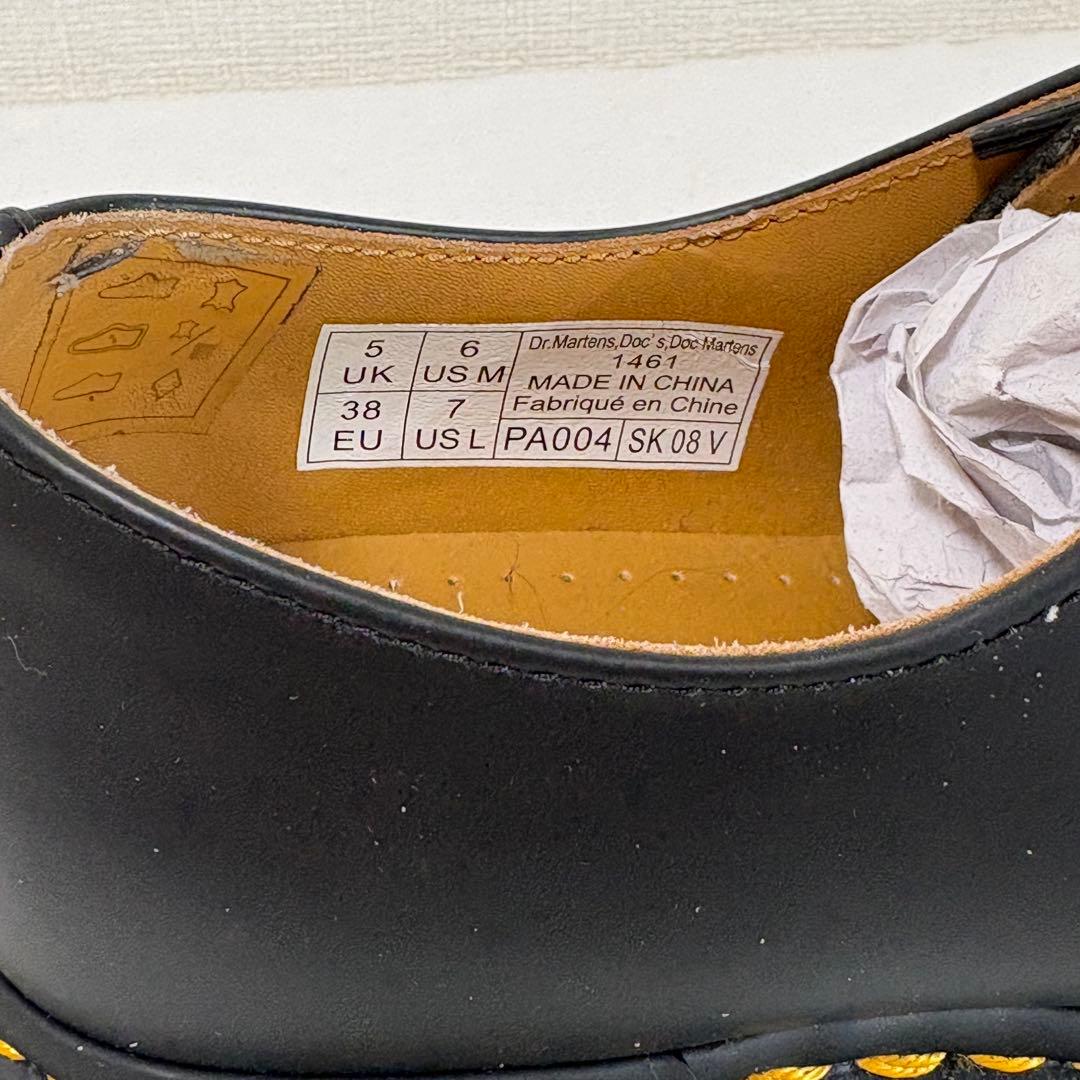 5
UK
6
US M
38
EU
7
US L
Dr.Martens,Doc's,Doc Martens
1461
MADE IN CHINA
Fabriqué en Chine
PA004
SK 08 V